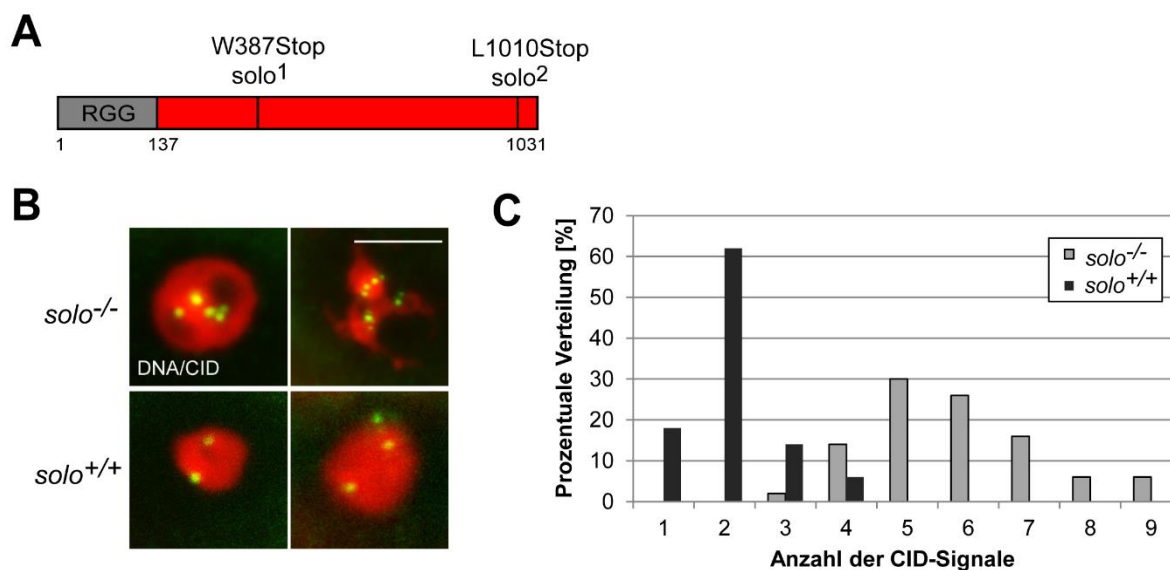 A
W387Stop
solo1
L1010Stop
solo2
RGG
1
137
1031
B
solo-/-
DNA/CID
solo+/+
C
Prozentuale Verteilung [%]
70
60
50
40
30
20
10
0
solo-/-
solo+/+
1 2 3 4 5 6 7 8 9
Anzahl der CID-Signale